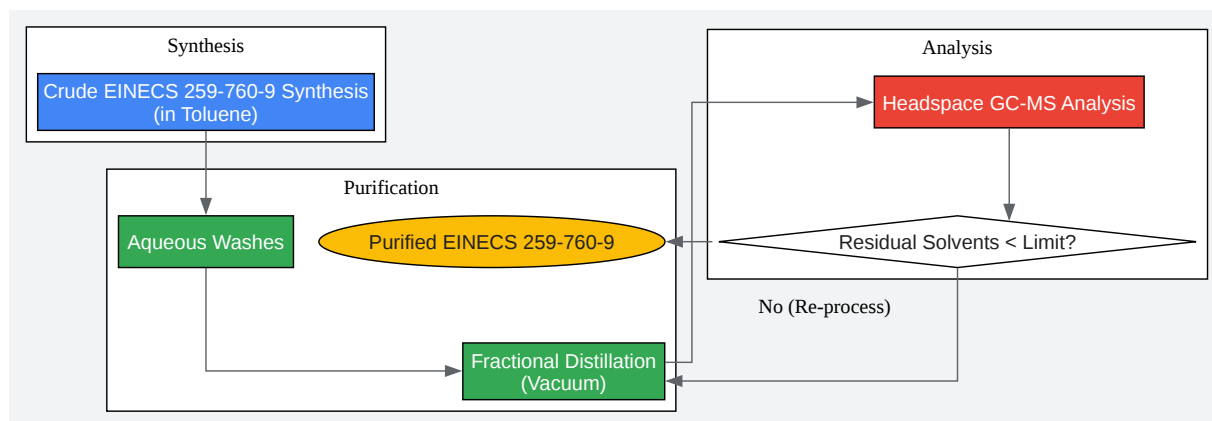 Synthesis
Crude EINECS 259-760-9 Synthesis
(in Toluene)
Analysis
Headspace GC-MS Analysis
Purification
Aqueous Washes
Purified EINECS 259-760-9
Residual Solvents < Limit?
No (Re-process)
Fractional Distillation
(Vacuum)